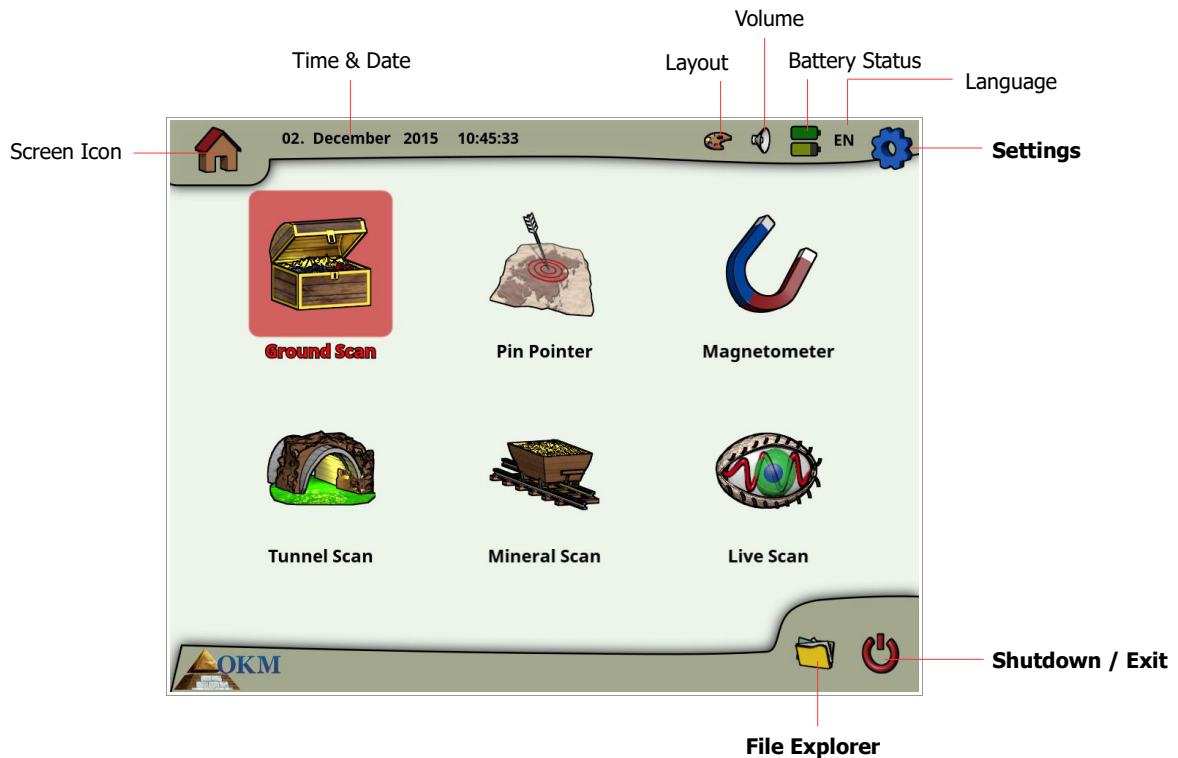 Volume
Time & Date
Layout
Battery Status
Language
Screen Icon
02. December 2015 10:45:33
EN
Settings
Ground Scan
Pin Pointer
Magnetometer
Tunnel Scan
Mineral Scan
Live Scan
OKM
Shutdown / Exit
File Explorer